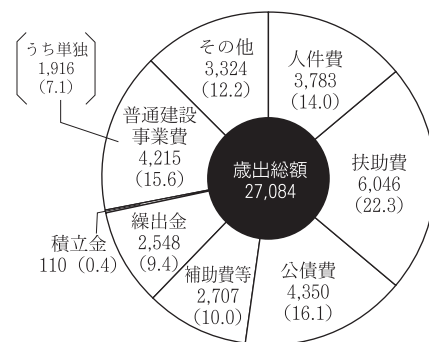 うち単独
1,916
(7.1)
その他
3,324
(12.2)
人件費
3,783
(14.0)
普通建設
事業費
4,215
(15.6)
歳出総額
27,084
扶助費
6,046
(22.3)
積立金
110 (0.4)
繰出金
2,548
(9.4)
補助費等
2,707
(10.0)
公債費
4,350
(16.1)